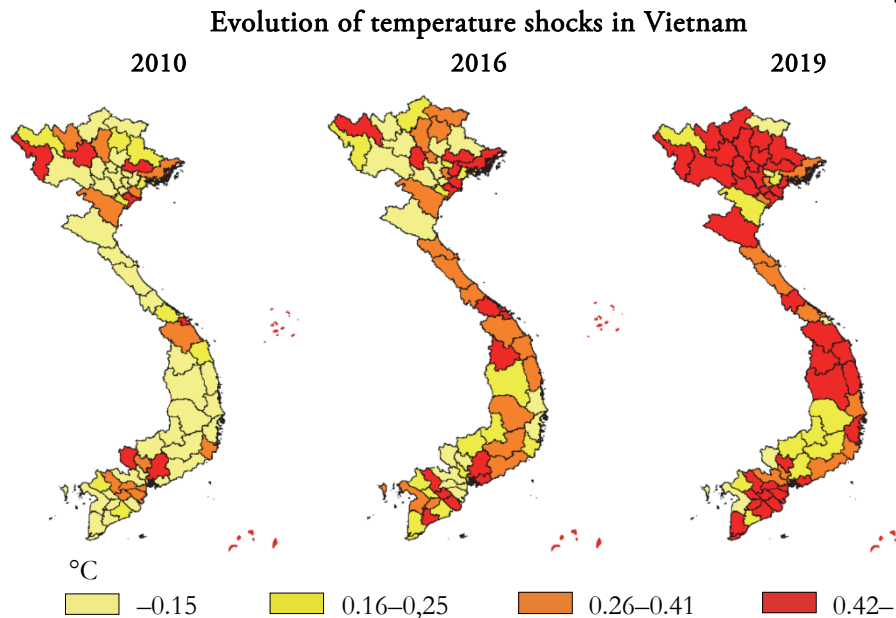 Evolution of temperature shocks in Vietnam
2010 2016 2019
°C
–0.15 0.16–0,25 0.26–0.41 0.42–